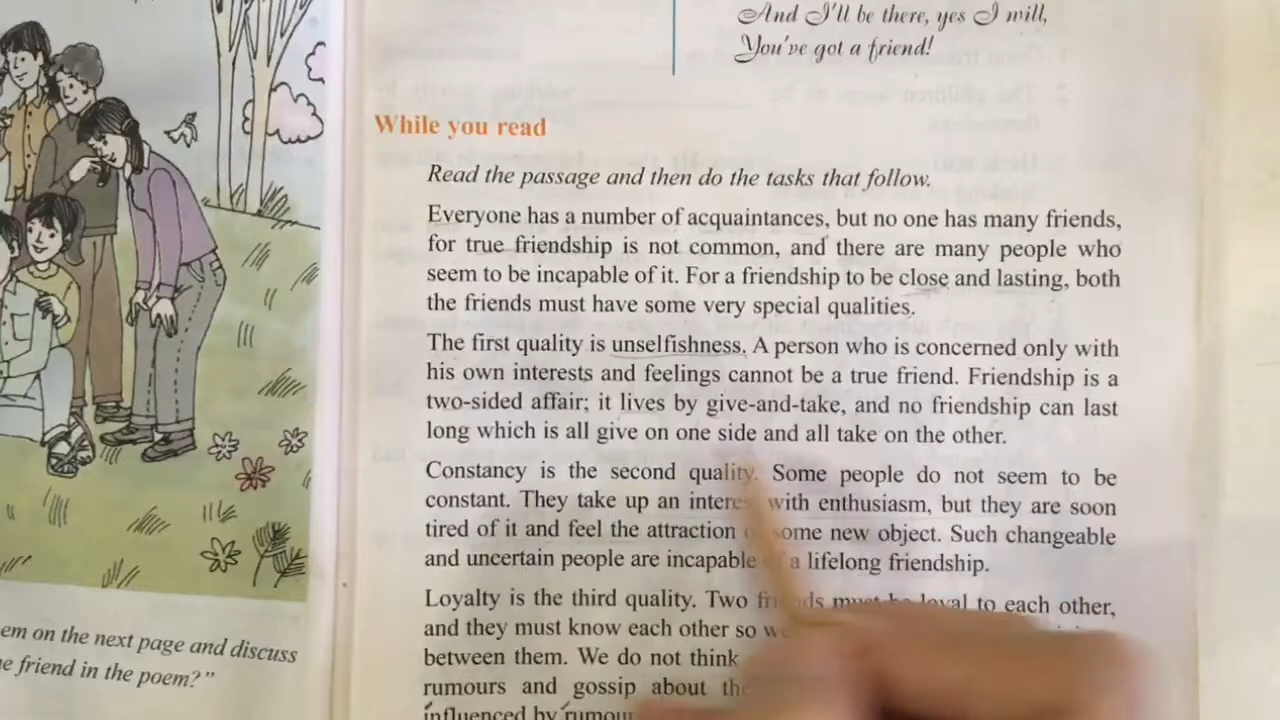 And I'll be there, yes I will,
You've got a friend!
While you read
Read the passage and then do the tasks that follow.
Everyone has a number of acquaintances, but no one has many friends,
for true friendship is not common, and there are many people who
seem to be incapable of it. For a friendship to be close and lasting, both
the friends must have some very special qualities.
The first quality is unselfishness. A person who is concerned only with
his own interests and feelings cannot be a true friend. Friendship is a
two-sided affair; it lives by give-and-take, and no friendship can last
long which is all give on one side and all take on the other.
Constancy is the second quality. Some people do not seem to be
constant. They take up an interes with enthusiasm, but they are soon
tired of it and feel the attraction some new object. Such changeable
and uncertain people are incapable a lifelong friendship.
Loyalty is the third quality. Two friends must be loyal to each other,
and they must know each other so
between them. We do not think
rumours and gossip about
influenced by rumour
em on the next page and discuss
e friend in the poem?"